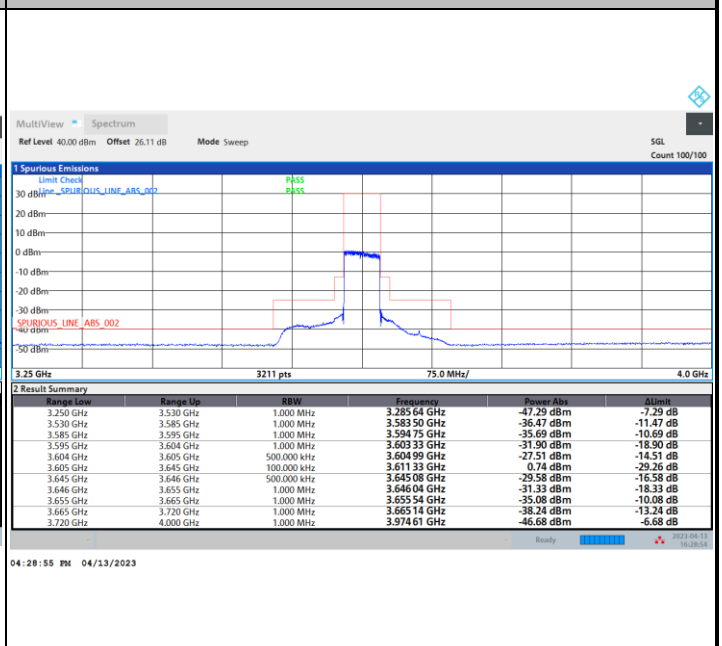 MultiView Spectrum
Ref Level 40.00 dBm Offset 26.11 dB Mode Sweep SGL
Count 100/100
1 Spurious Emissions
Limit Check PASS
Line _SPURIOUS_LINE_ABS_002 PASS
30 dBm
20 dBm
10 dBm
0 dBm
-10 dBm
-20 dBm
-30 dBm
SPURIOUS_LINE_ABS_002
-40 dBm
-50 dBm
3.25 GHz 3211 pts 75.0 MHz/ 4.0 GHz
2 Result Summary
Range Low Range Up RBW Frequency Power Abs ΔLimit
3.250 GHz 3.530 GHz 1.000 MHz 3.285 64 GHz -47.29 dBm -7.29 dB
3.530 GHz 3.585 GHz 1.000 MHz 3.583 50 GHz -36.47 dBm -11.47 dB
3.585 GHz 3.595 GHz 1.000 MHz 3.594 75 GHz -35.69 dBm -10.69 dB
3.595 GHz 3.604 GHz 1.000 MHz 3.603 33 GHz -31.90 dBm -18.90 dB
3.604 GHz 3.605 GHz 500.000 kHz 3.604 99 GHz -27.51 dBm -14.51 dB
3.605 GHz 3.645 GHz 100.000 kHz 3.611 33 GHz 0.74 dBm -29.26 dB
3.645 GHz 3.646 GHz 500.000 kHz 3.645 08 GHz -29.58 dBm -16.58 dB
3.646 GHz 3.655 GHz 1.000 MHz 3.646 04 GHz -31.33 dBm -18.33 dB
3.655 GHz 3.665 GHz 1.000 MHz 3.655 54 GHz -35.08 dBm -10.08 dB
3.665 GHz 3.720 GHz 1.000 MHz 3.665 14 GHz -38.24 dBm -13.24 dB
3.720 GHz 4.000 GHz 1.000 MHz 3.974 61 GHz -46.68 dBm -6.68 dB
Ready 2023-04-13
16:28:54
04:28:55 PM 04/13/2023